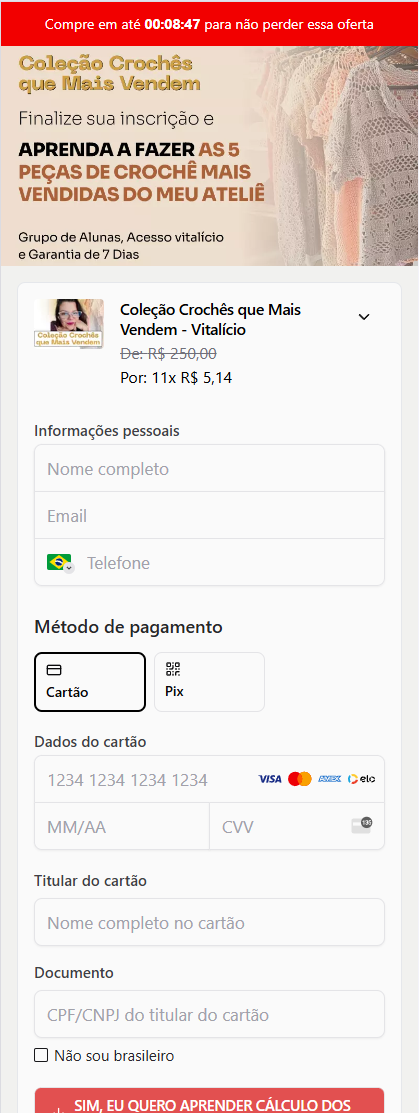 Compre em até 00:08:47 para não perder essa oferta
Coleção Crochês
que Mais Vendem
Finalize sua inscrição e
APRENDA A FAZER AS 5
PEÇAS DE CROCHÊ MAIS
VENDIDAS DO MEU ATELIÊ
Grupo de Alunas, Acesso vitalício
e Garantia de 7 Dias
Coleção Crochês
que Mais Vendem
Coleção Crochês que Mais
Vendem - Vitalício
De: R$ 250,00
Por: 11x R$ 5,14
Informações pessoais
Nome completo
Email
Telefone
Método de pagamento
Cartão
Pix
Dados do cartão
1234 1234 1234 1234
VISA
AMEX
elo
MM/AA
CVV
135
Titular do cartão
Nome completo no cartão
Documento
CPF/CNPJ do titular do cartão
Não sou brasileiro
SIM, EU QUERO APRENDER CÁLCULO DOS